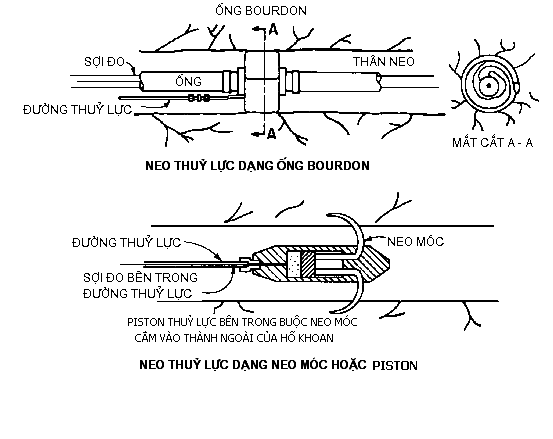 ỐNG BOURDON
A
SỢI ĐO
ỐNG
THÂN NEO
ĐƯỜNG THUỶ LỰC
A
MẮT CẮT A - A
NEO THUỶ LỰC DẠNG ỐNG BOURDON
ĐƯỜNG THUỶ LỰC
NEO MÓC
SỢI ĐO BÊN TRONG
ĐƯỜNG THUỶ LỰC
PISTON THUỶ LỰC BÊN TRONG BUỘC NEO MÓC
CẮM VÀO THÀNH NGOÀI CỦA HỐ KHOAN
NEO THUỶ LỰC DẠNG NEO MÓC HOẶC PISTON